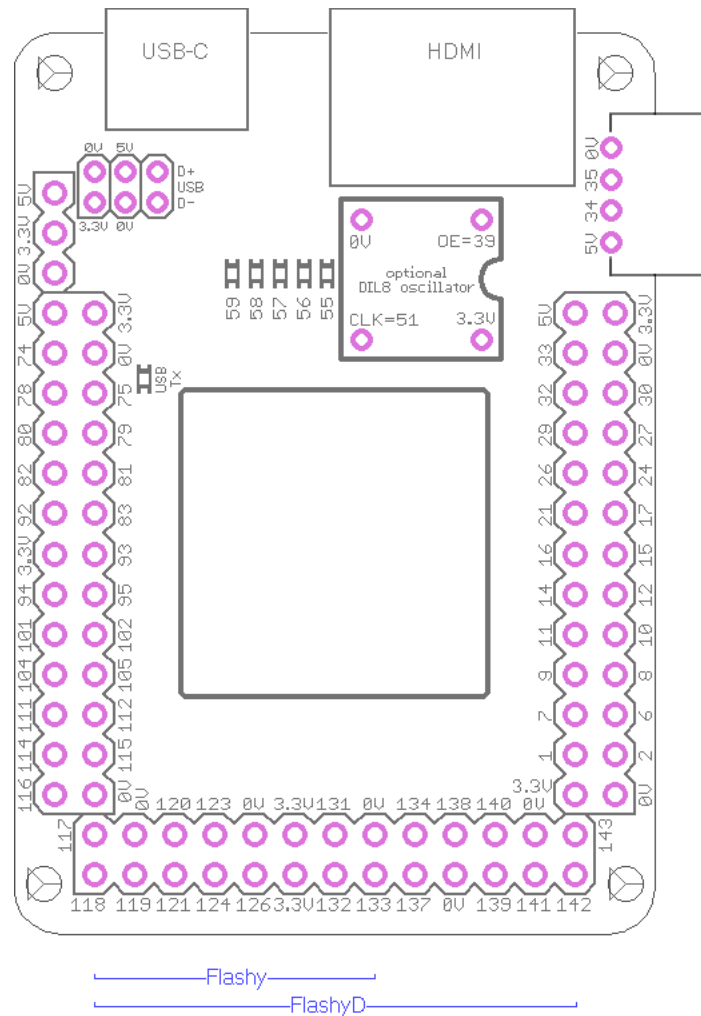 USB-C
HDMI
0V 5V
D+
USB
D-
3.3V 0V
5V
3.3V
0V
0V
35
34
5V
0V OE=39
optional
DIL8 oscillator
CLK=51 3.3V
59 58 57 56 55
USB
Tx
5V 3.3V
74 0V
78 75
80 79
82 81
92 83
3.3V 93
94 95
101 102
104 105
111 112
114 115
116 0V
5V 3.3V
33 0V
32 30
29 27
26 24
21 17
16 15
14 12
11 10
9 8
7 6
1 2
3.3V 0V
117 0V 120 123 0V 3.3V 131 0V 134 138 140 0V 143
118 119 121 124 126 3.3V 132 133 137 0V 139 141 142
Flashy
FlashyD